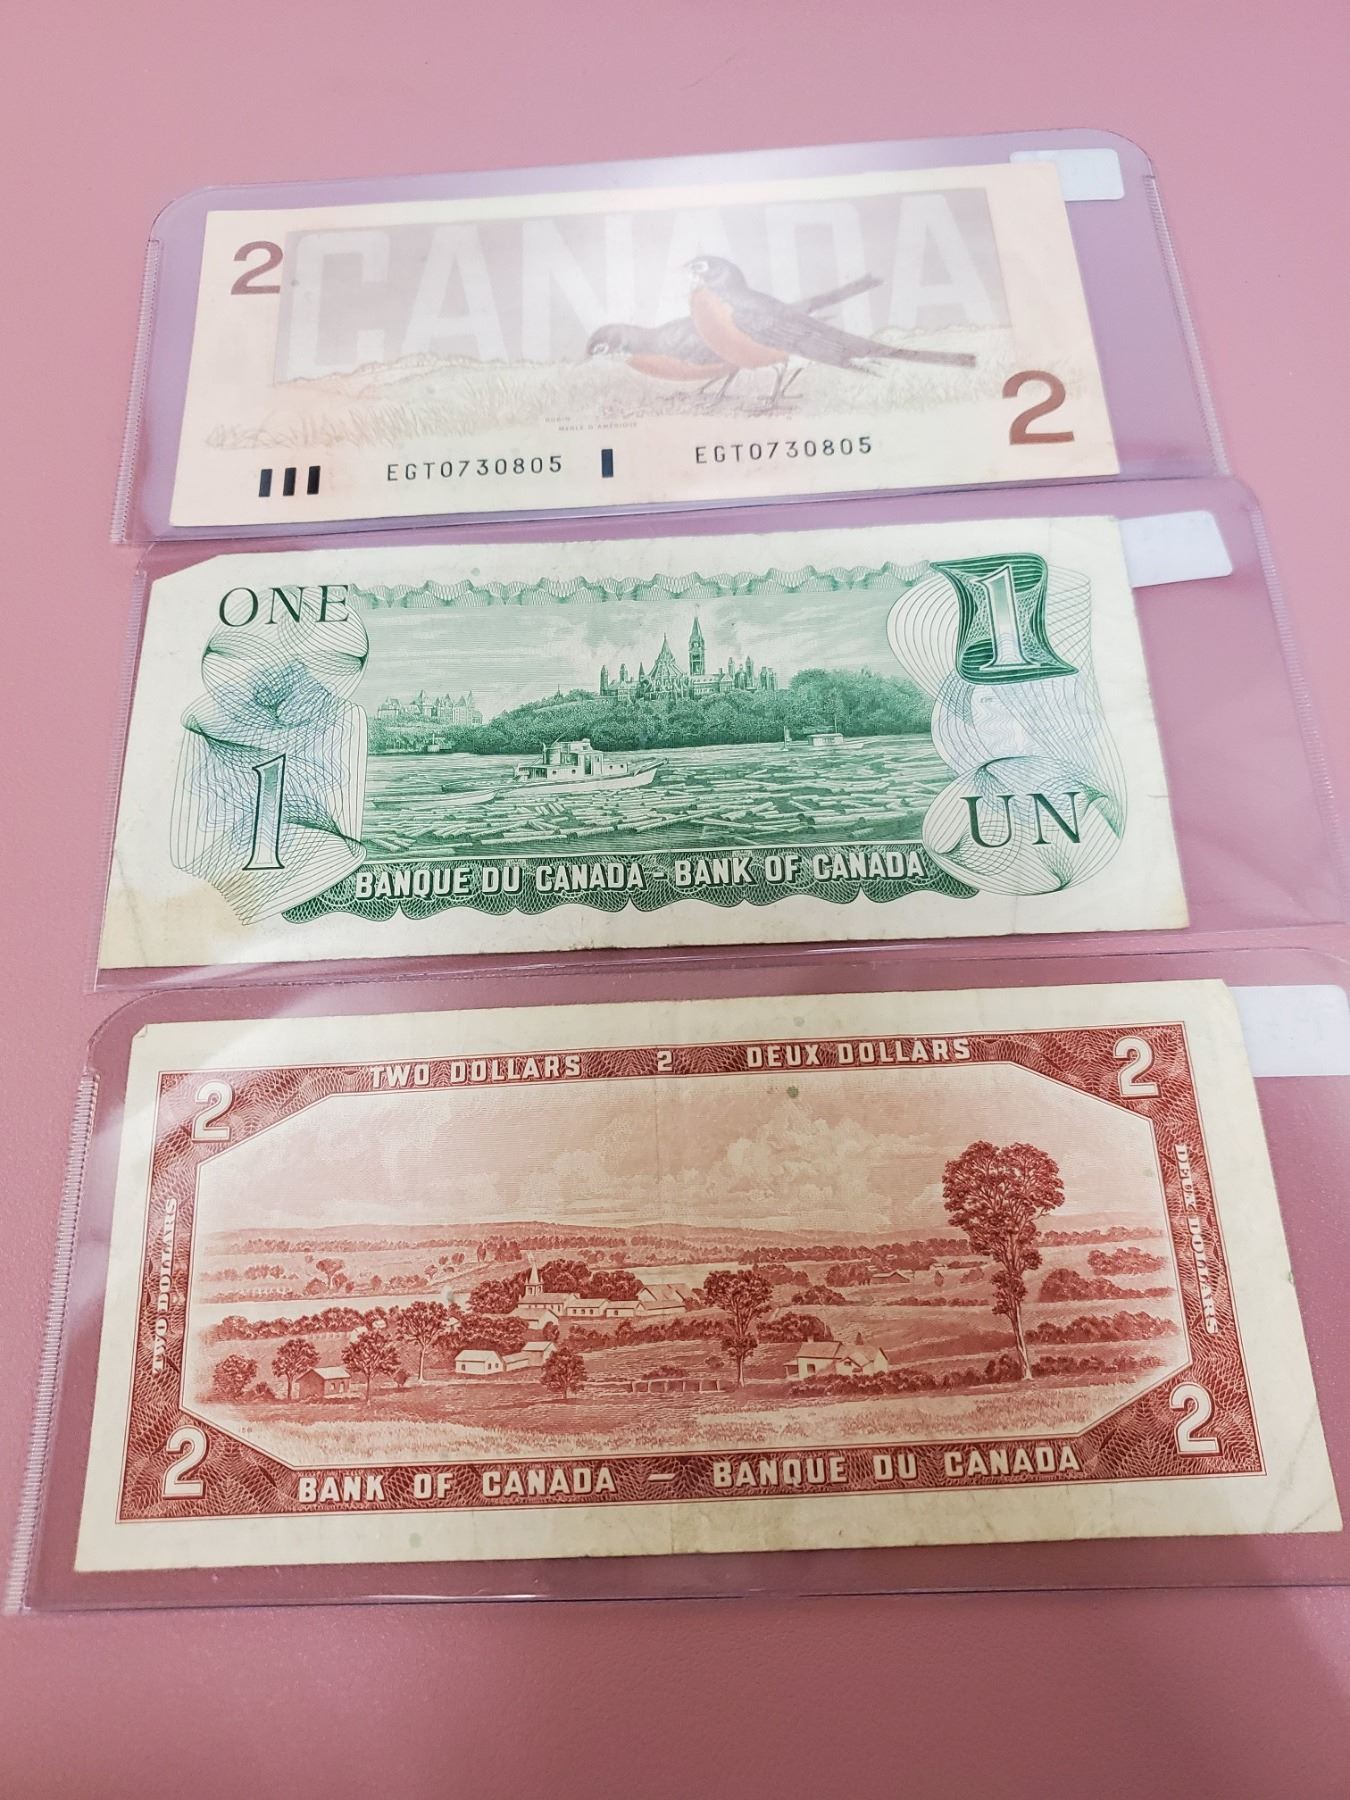 CANADA
2
ROBIN
MERLE D'AMÉRIQUE
2
EGT0730805 EGT0730805
ONE 1
1 UN
BANQUE DU CANADA - BANK OF CANADA
TWO DOLLARS 2 DEUX DOLLARS
2 2
TWO DOLLARS
DEUX DOLLARS
2 2
BANK OF CANADA — BANQUE DU CANADA